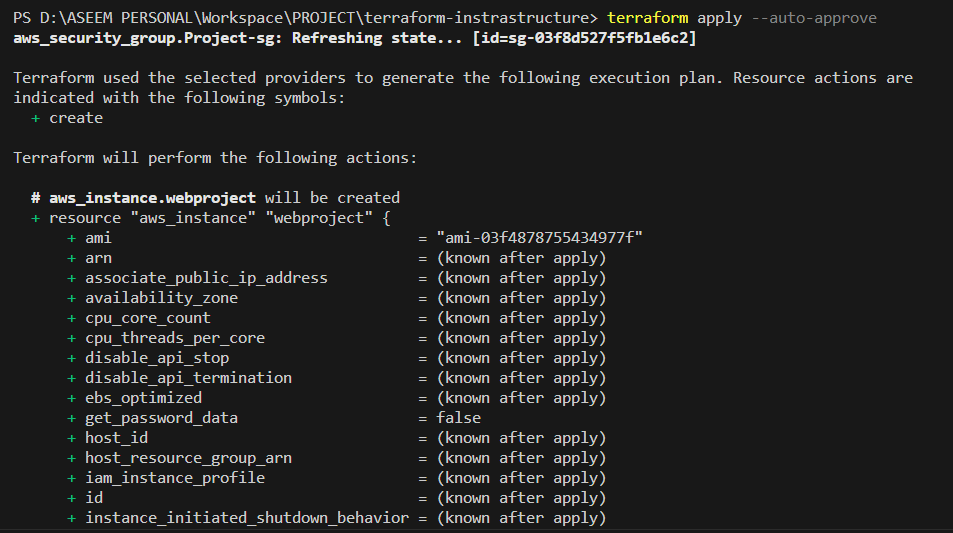 PS D:\ASEEM PERSONAL\Workspace\PROJECT\terraform-instrastructure> terraform apply --auto-approve
aws_security_group.Project-sg: Refreshing state... [id=sg-03f8d527f5fb1e6c2]
Terraform used the selected providers to generate the following execution plan. Resource actions are
indicated with the following symbols:
+ create
Terraform will perform the following actions:
# aws_instance.webproject will be created
+ resource "aws_instance" "webproject" {
+ ami = "ami-03f4878755434977f"
+ arn = (known after apply)
+ associate_public_ip_address = (known after apply)
+ availability_zone = (known after apply)
+ cpu_core_count = (known after apply)
+ cpu_threads_per_core = (known after apply)
+ disable_api_stop = (known after apply)
+ disable_api_termination = (known after apply)
+ ebs_optimized = (known after apply)
+ get_password_data = false
+ host_id = (known after apply)
+ host_resource_group_arn = (known after apply)
+ iam_instance_profile = (known after apply)
+ id = (known after apply)
+ instance_initiated_shutdown_behavior = (known after apply)